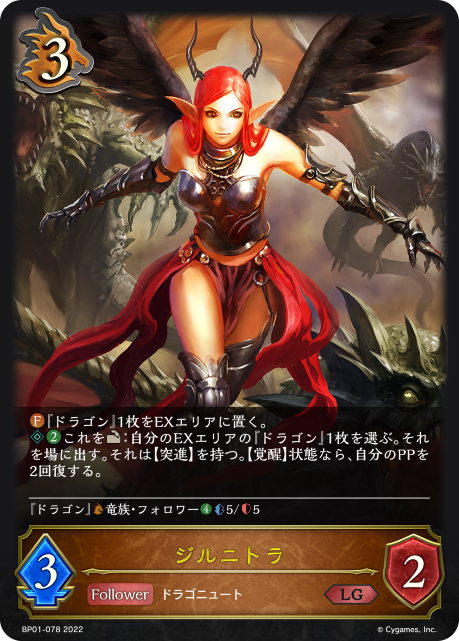 3
Ⓕ『ドラゴン』1枚をEXエリアに置く。
2 これを:自分のEXエリアの『ドラゴン』1枚を選ぶ。それ
を場に出す。それは【突進】を持つ。【覚醒】状態なら、自分のPPを
2回復する。
『ドラゴン』竜族・フォロワー 4 5/5
ジルニトラ
3
Follower ドラゴニュート LG
2
BP01-078 2022
© Cygames, Inc.